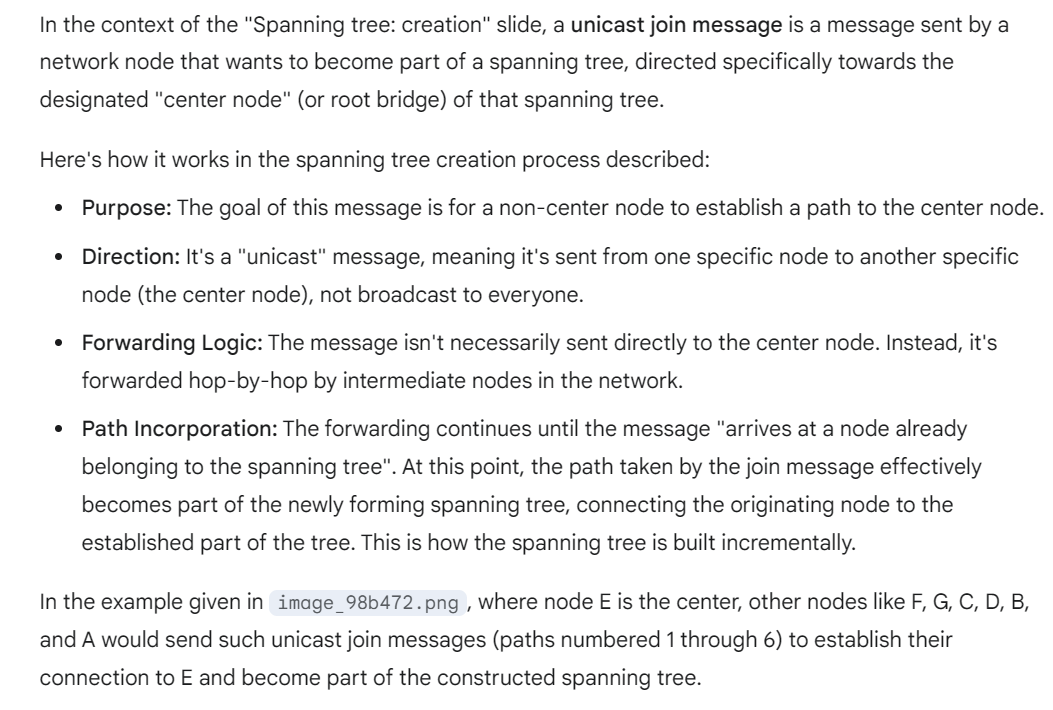 In the context of the "Spanning tree: creation" slide, a unicast join message is a message sent by a
network node that wants to become part of a spanning tree, directed specifically towards the
designated "center node" (or root bridge) of that spanning tree.
Here's how it works in the spanning tree creation process described:
• Purpose: The goal of this message is for a non-center node to establish a path to the center node.
• Direction: It's a "unicast" message, meaning it's sent from one specific node to another specific
node (the center node), not broadcast to everyone.
• Forwarding Logic: The message isn't necessarily sent directly to the center node. Instead, it's
forwarded hop-by-hop by intermediate nodes in the network.
• Path Incorporation: The forwarding continues until the message "arrives at a node already
belonging to the spanning tree". At this point, the path taken by the join message effectively
becomes part of the newly forming spanning tree, connecting the originating node to the
established part of the tree. This is how the spanning tree is built incrementally.
In the example given in image_98b472.png, where node E is the center, other nodes like F, G, C, D, B,
and A would send such unicast join messages (paths numbered 1 through 6) to establish their
connection to E and become part of the constructed spanning tree.